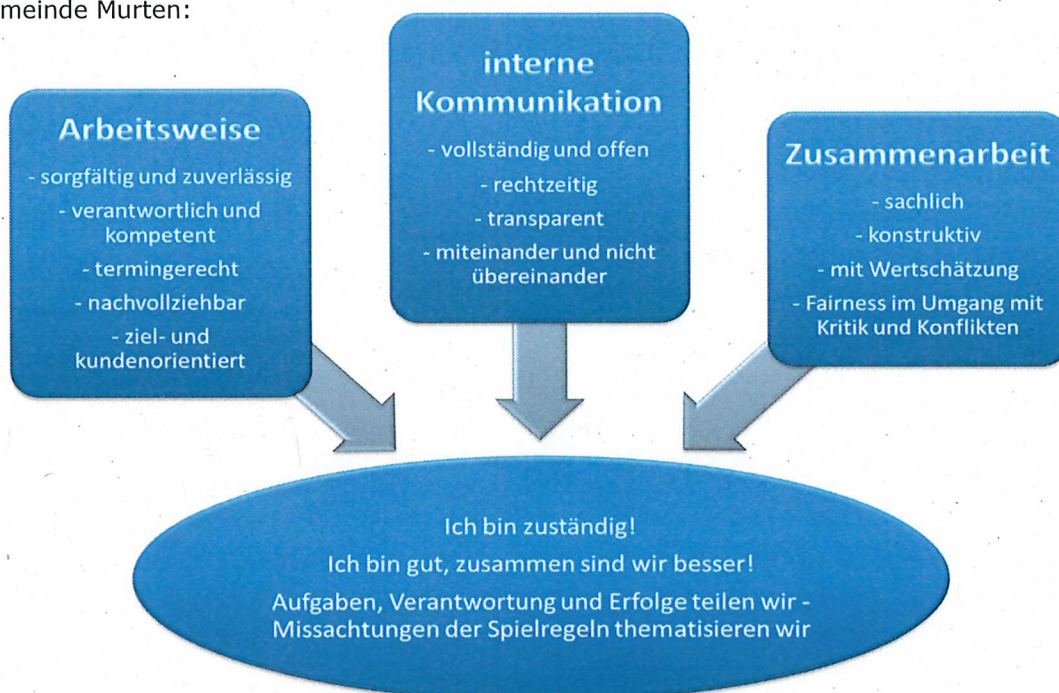 meinde Murten:
Arbeitsweise
- sorgfältig und zuverlässig
- verantwortlich und
kompetent
- termingerecht
- nachvollziehbar
- ziel- und
kundenorientiert
interne
Kommunikation
- vollständig und offen
- rechtzeitig
- transparent
- miteinander und nicht
übereinander
Zusammenarbeit
- sachlich
- konstruktiv
- mit Wertschätzung
- Fairness im Umgang mit
Kritik und Konflikten
Ich bin zuständig!
Ich bin gut, zusammen sind wir besser!
Aufgaben, Verantwortung und Erfolge teilen wir -
Missachtungen der Spielregeln thematisieren wir